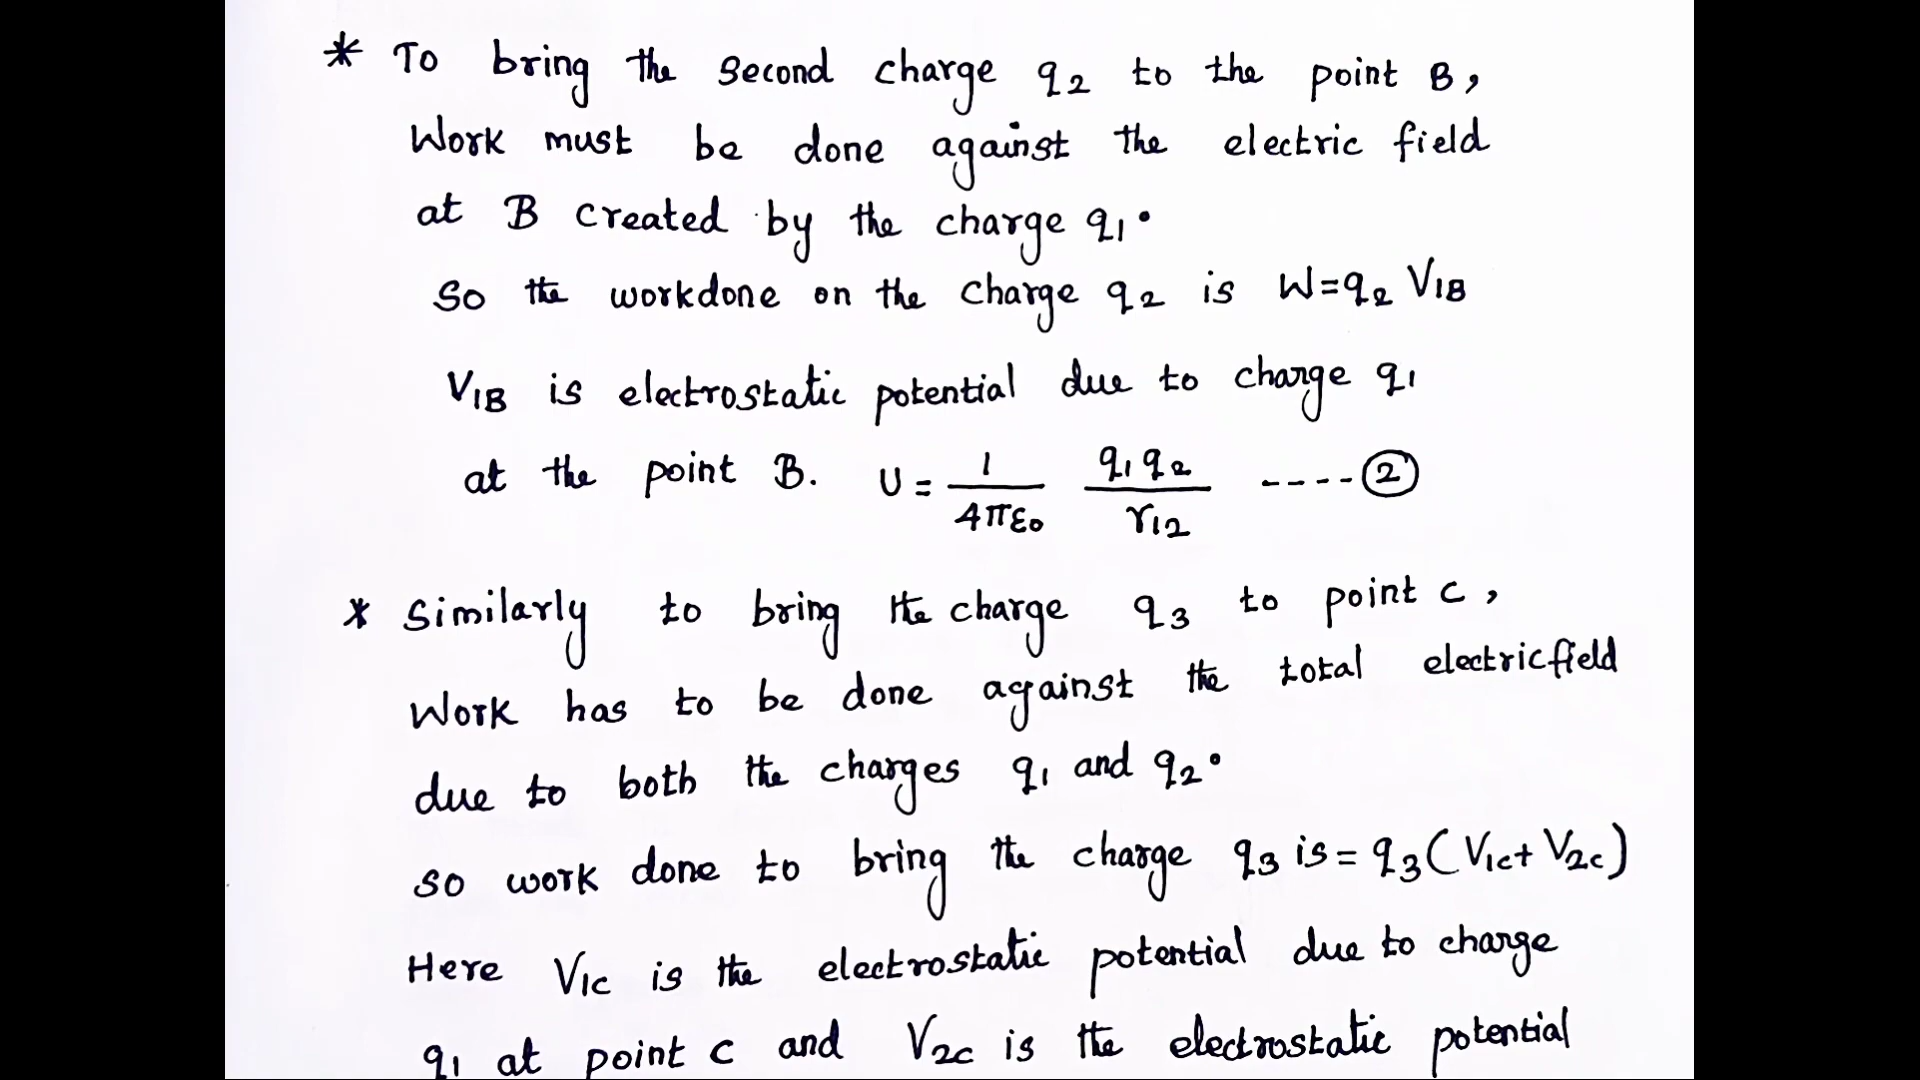 * To bring the second charge q₂ to the point B,
Work must be done against the electric field
at B created by the charge q₁.
So the workdone on the charge q₂ is W=q₂ V₁B
V₁B is electrostatic potential due to charge q₁
at the point B. U = 1/4πε₀ q₁q₂/r₁₂ ----②
* Similarly to bring the charge q₃ to point C,
Work has to be done against the total electricfield
due to both the charges q₁ and q₂.
So work done to bring the charge q₃ is = q₃(V₁c+ V₂c)
Here V₁c is the electrostatic potential due to charge
q₁ at point C and V₂c is the electrostatic potential